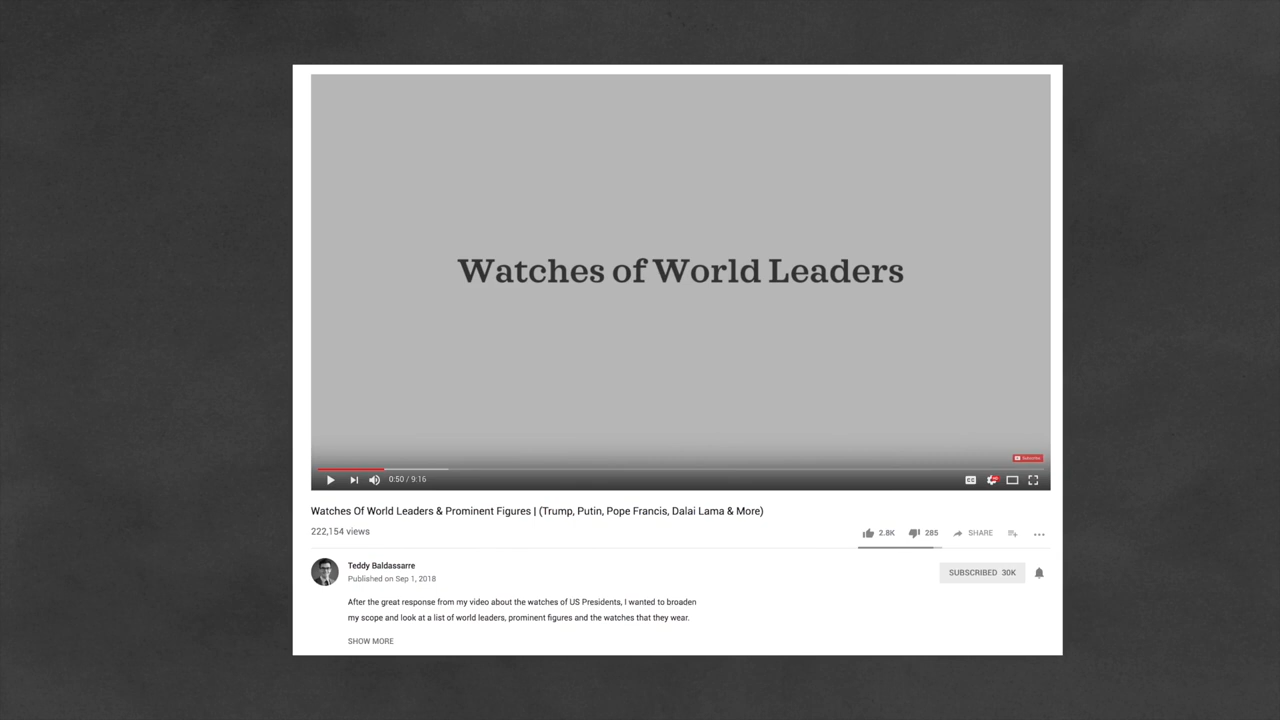 Watches of World Leaders
Subscribe
0:50 / 9:16
CC
Watches Of World Leaders & Prominent Figures | (Trump, Putin, Pope Francis, Dalai Lama & More)
222,154 views
2.8K 285 SHARE
Teddy Baldassarre
Published on Sep 1, 2018
SUBSCRIBED 30K
After the great response from my video about the watches of US Presidents, I wanted to broaden
my scope and look at a list of world leaders, prominent figures and the watches that they wear.
SHOW MORE